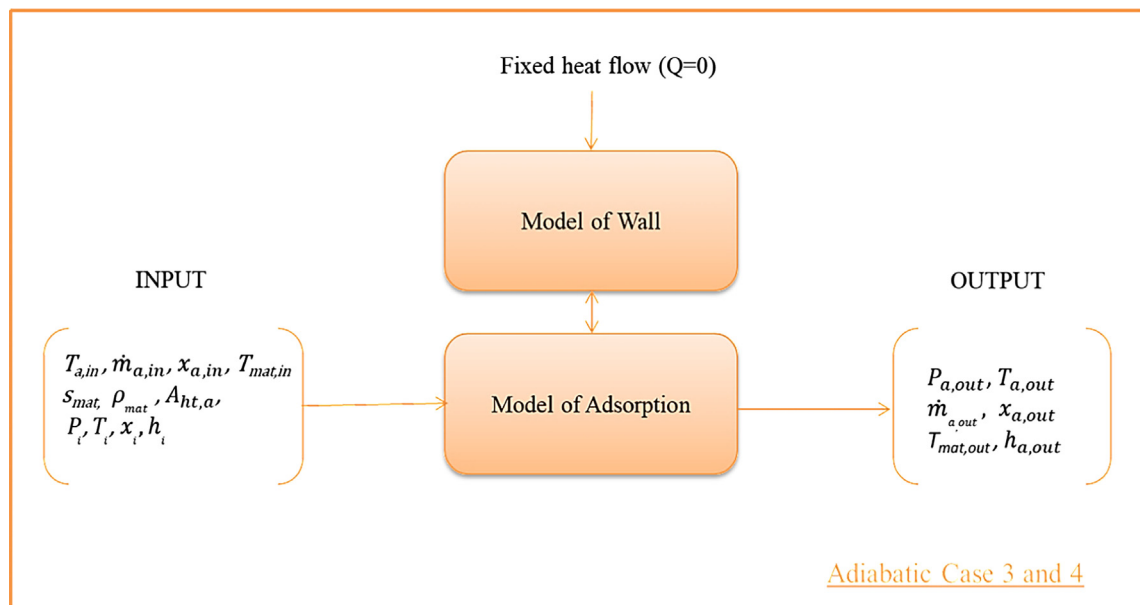 Fixed heat flow (Q=0)
Model of Wall
INPUT
OUTPUT
T_{a,in}, ṁ_{a,in}, x_{a,in}, T_{mat,in}
s_{mat,} ρ_{mat}, A_{ht,a},
P_i, T_i, x_i, h_i
Model of Adsorption
P_{a,out}, T_{a,out}
ṁ_{a,out}, x_{a,out}
T_{mat,out}, h_{a,out}
Adiabatic Case 3 and 4